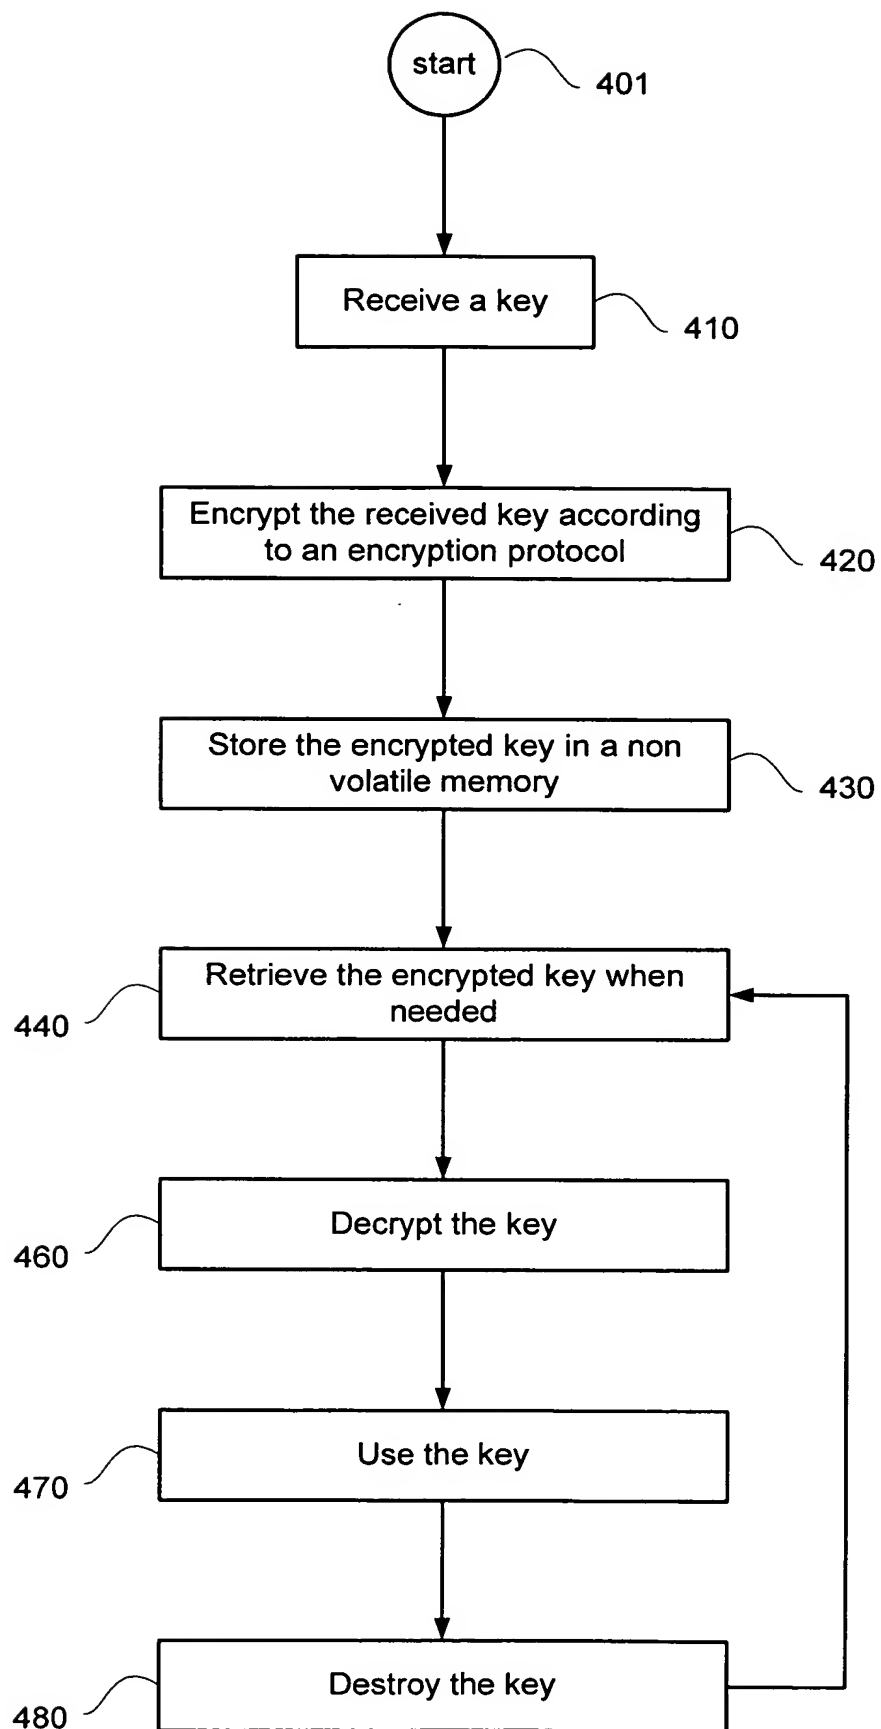 start
401
Receive a key
410
Encrypt the received key according
to an encryption protocol
420
Store the encrypted key in a non
volatile memory
430
Retrieve the encrypted key when
needed
440
Decrypt the key
460
Use the key
470
Destroy the key
480